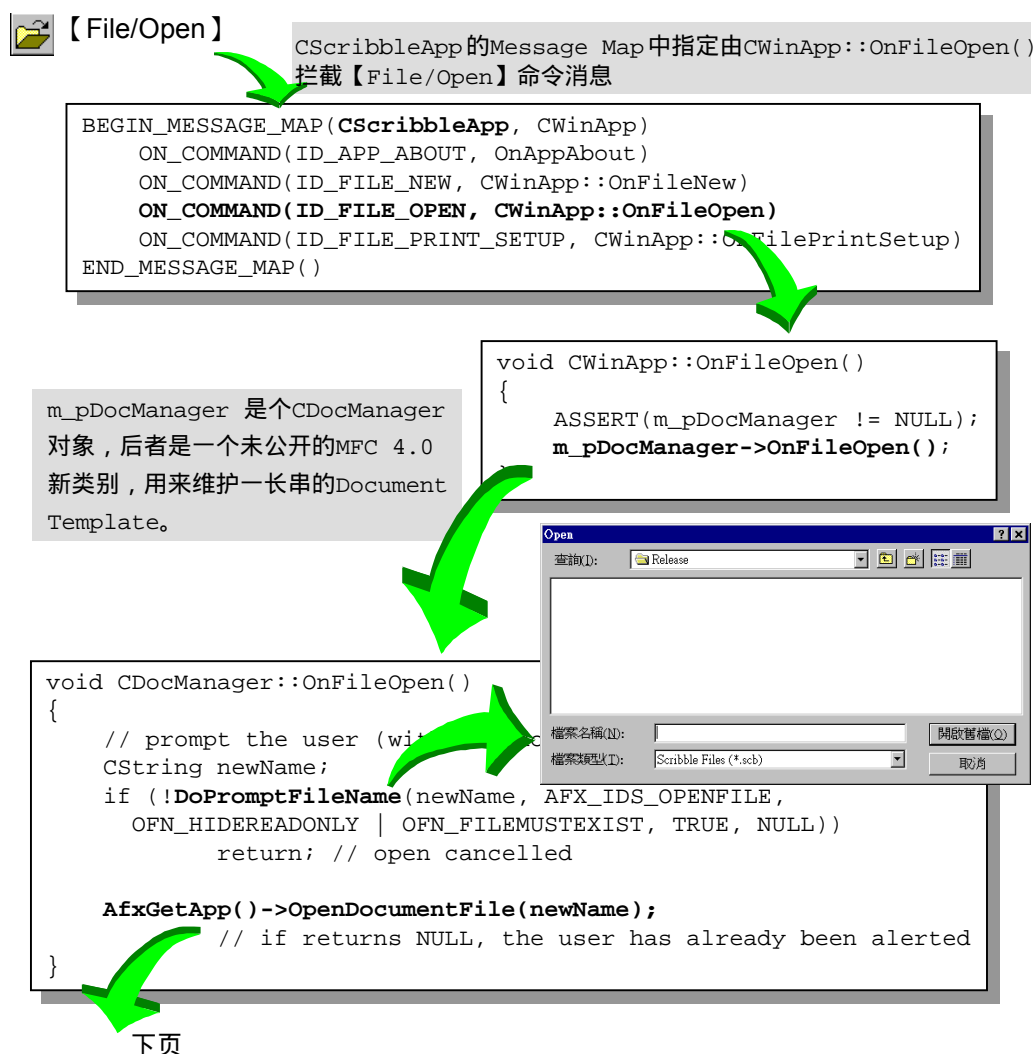 【File/Open】
CScribbleApp的Message Map中指定由CWinApp::OnFileOpen()
拦截【File/Open】命令消息
BEGIN_MESSAGE_MAP(CScribbleApp, CWinApp)
ON_COMMAND(ID_APP_ABOUT, OnAppAbout)
ON_COMMAND(ID_FILE_NEW, CWinApp::OnFileNew)
ON_COMMAND(ID_FILE_OPEN, CWinApp::OnFileOpen)
ON_COMMAND(ID_FILE_PRINT_SETUP, CWinApp::OnFilePrintSetup)
END_MESSAGE_MAP()
void CWinApp::OnFileOpen()
{
ASSERT(m_pDocManager != NULL);
m_pDocManager->OnFileOpen();
m_pDocManager 是个CDocManager
对象，后者是一个未公开的MFC 4.0
新类别，用来维护一长串的Document
Template。
Open
查詢(I):
Release
檔案名稱(N):
開啟舊檔(O)
檔案類型(T):
Scribble Files (*.scb)
取消
void CDocManager::OnFileOpen()
{
// prompt the user (wit
CString newName;
if (!DoPromptFileName(newName, AFX_IDS_OPENFILE,
OFN_HIDEREADONLY | OFN_FILEMUSTEXIST, TRUE, NULL))
return; // open cancelled
AfxGetApp()->OpenDocumentFile(newName);
// if returns NULL, the user has already been alerted
}
下页